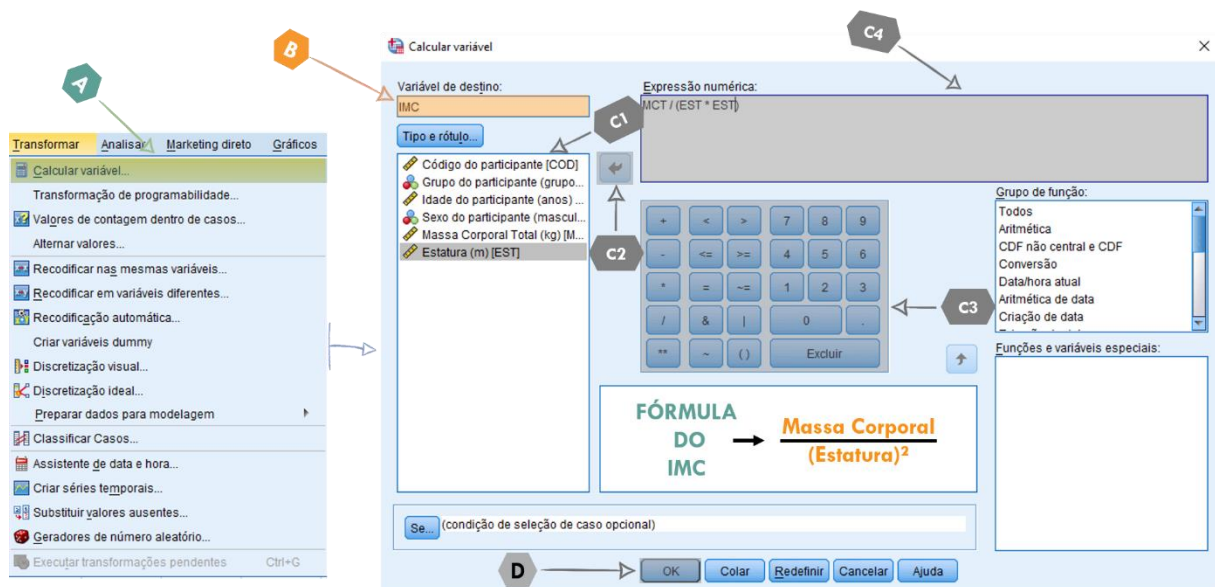 A
B
C4
Transformar Analisar Marketing direto Gráficos
Calcular variável...
Transformação de programabilidade...
Valores de contagem dentro de casos...
Alternar valores...
Recodificar nas mesmas variáveis...
Recodificar em variáveis diferentes...
Recodificação automática...
Criar variáveis dummy
Discretização visual...
Discretização ideal...
Preparar dados para modelagem
Classificar Casos...
Assistente de data e hora...
Criar séries temporais...
Substituir valores ausentes...
Geradores de número aleatório...
Executar transformações pendentes Ctrl+G
Calcular variável
Variável de destino:
IMC
Tipo e rótulo...
C1
Código do participante [COD]
Grupo do participante (grupo...
Idade do participante (anos) ...
Sexo do participante (mascul...
Massa Corporal Total (kg) [M...
Estatura (m) [EST]
C2
Expressão numérica:
MCT / (EST * EST)
+ < > 7 8 9
- <= >= 4 5 6
* = ~= 1 2 3
/ & | 0 .
** ~ ( ) Excluir
C3
Grupo de função:
Todos
Aritmética
CDF não central e CDF
Conversão
Data/hora atual
Aritmética de data
Criação de data
Funções e variáveis especiais:
FÓRMULA
DO
IMC
Massa Corporal
(Estatura)²
Se... (condição de seleção de caso opcional)
D
OK Colar Redefinir Cancelar Ajuda